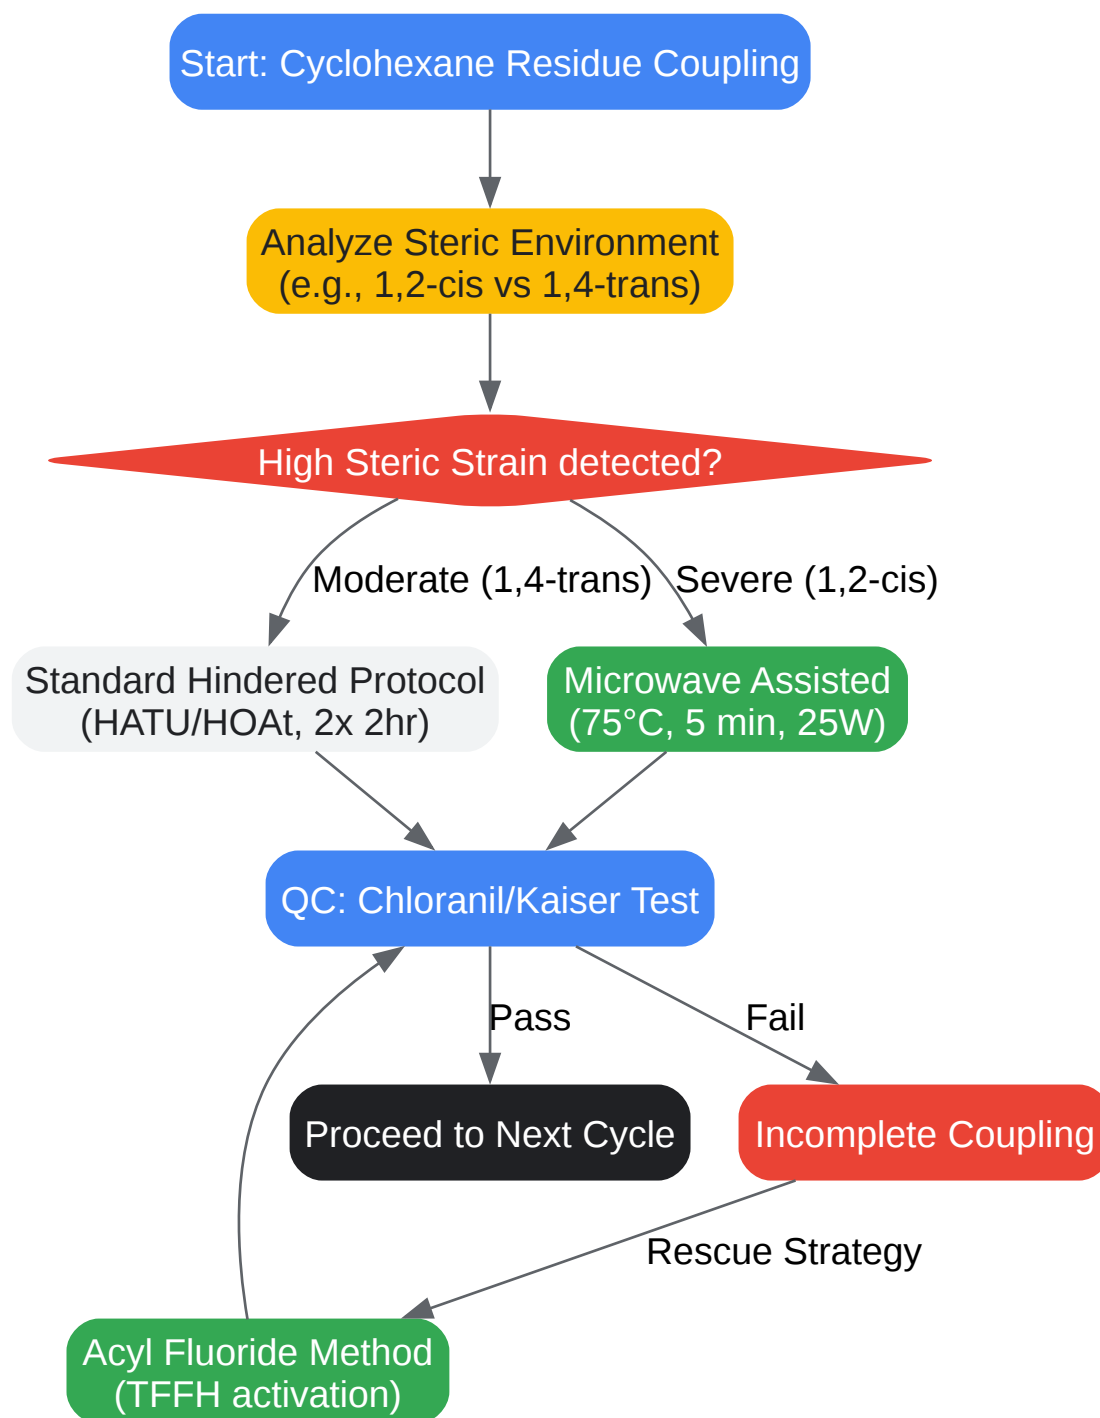 Start: Cyclohexane Residue Coupling
Analyze Steric Environment
(e.g., 1,2-cis vs 1,4-trans)
High Steric Strain detected?
Moderate (1,4-trans)
Severe (1,2-cis)
Standard Hindered Protocol
(HATU/HOAt, 2x 2hr)
Microwave Assisted
(75°C, 5 min, 25W)
QC: Chloranil/Kaiser Test
Pass
Fail
Proceed to Next Cycle
Incomplete Coupling
Rescue Strategy
Acyl Fluoride Method
(TFFH activation)